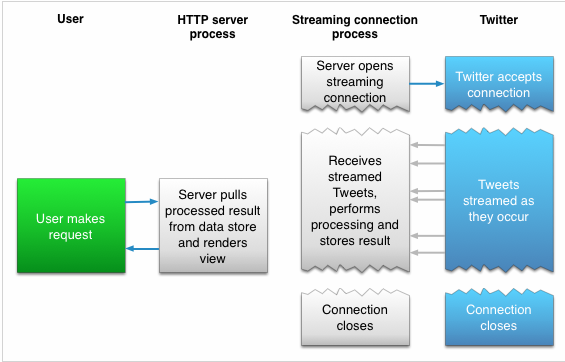 User
HTTP server
process
Streaming connection
process
Twitter
Server opens
streaming
connection
Twitter accepts
connection
Receives
streamed
Tweets,
performs
processing and
stores result
Tweets
streamed as
they occur
User makes
request
Server pulls
processed result
from data store
and renders
view
Connection
closes
Connection
closes